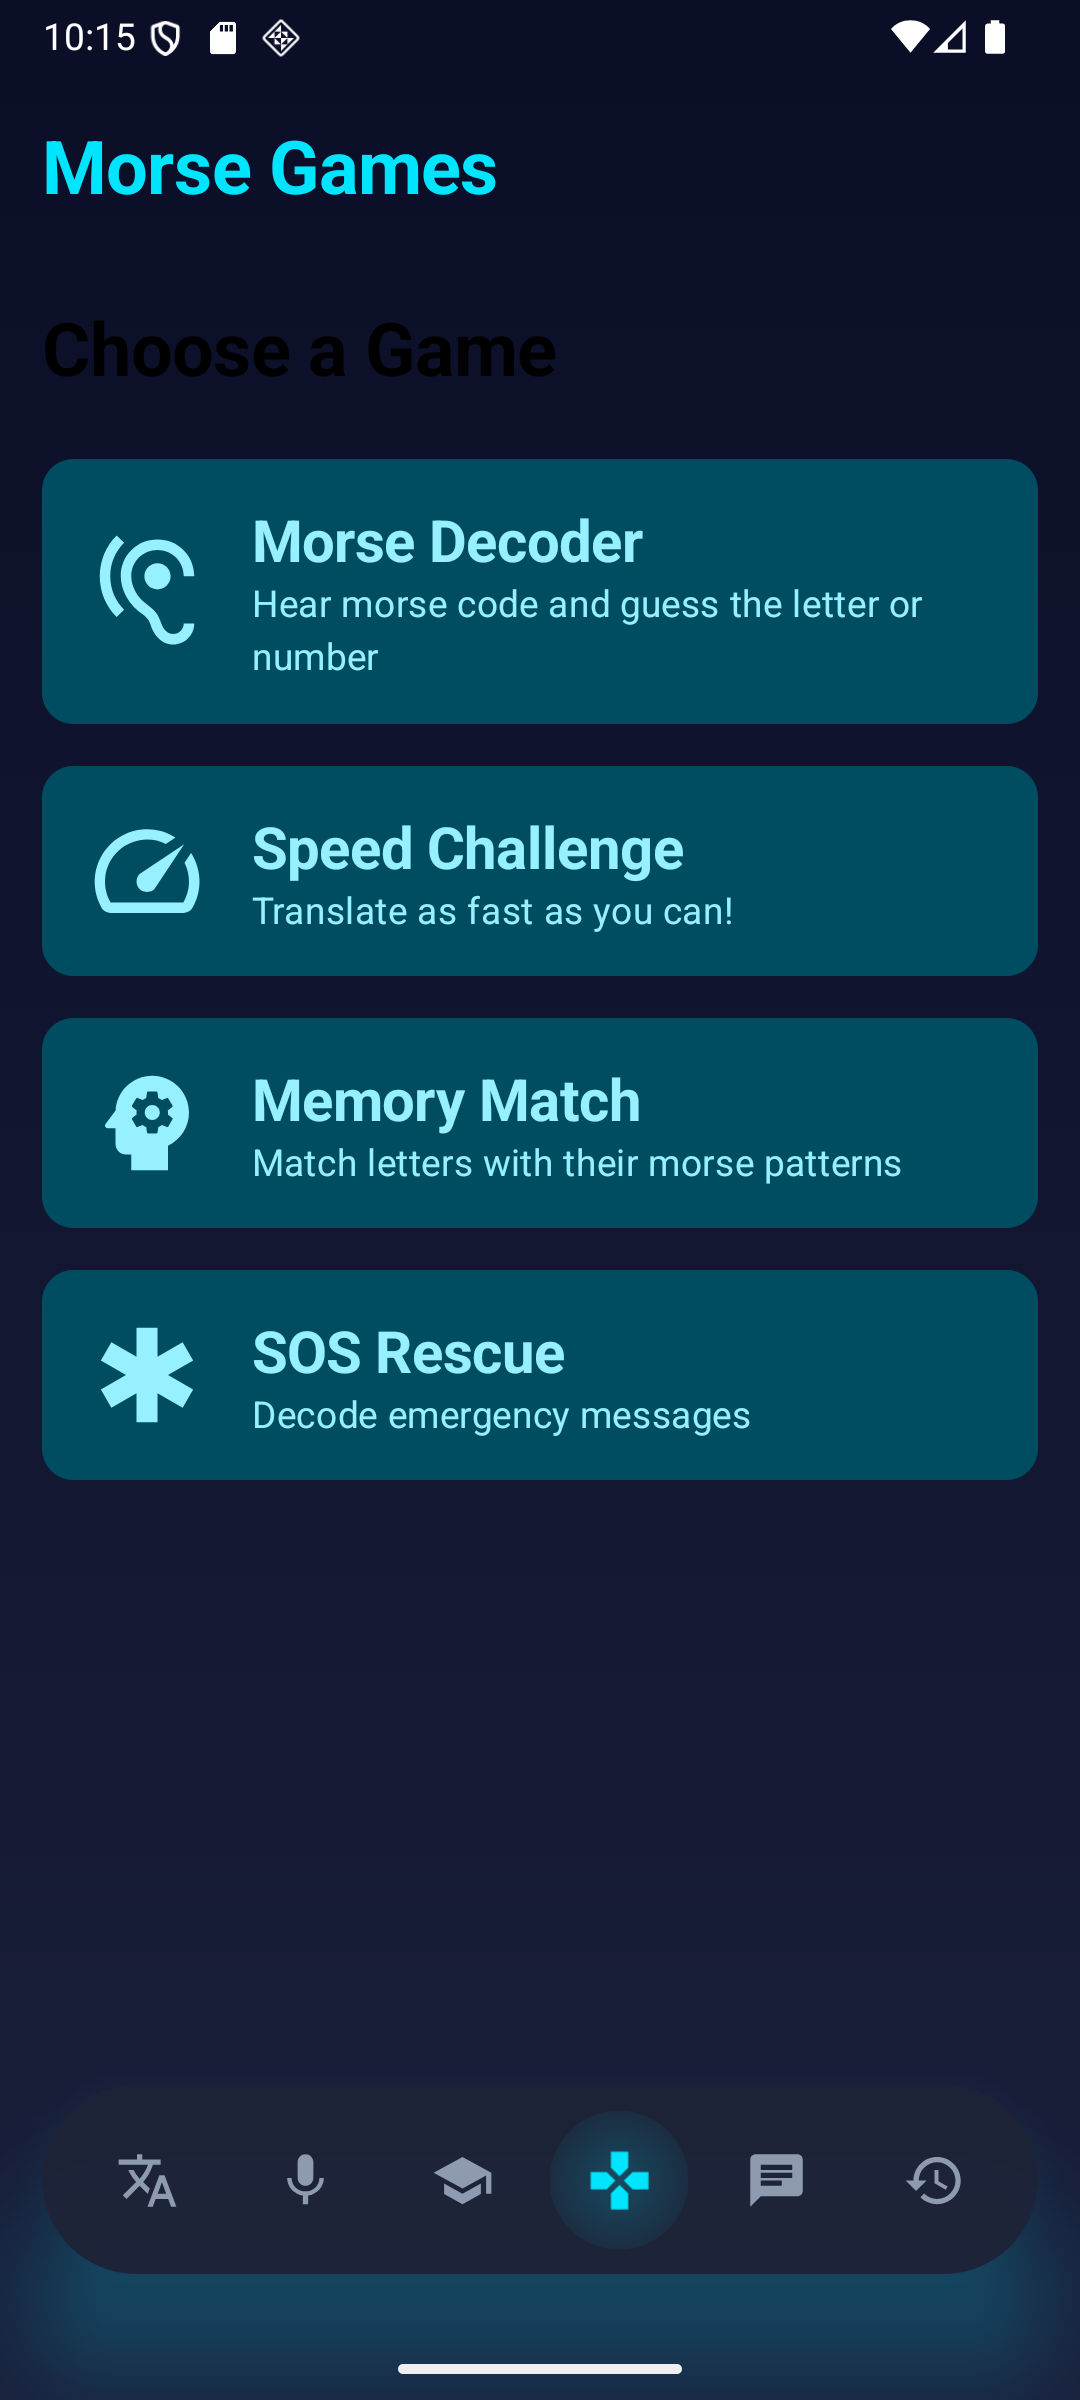 10:15
Morse Games
Choose a Game
Morse Decoder
Hear morse code and guess the letter or
number
Speed Challenge
Translate as fast as you can!
Memory Match
Match letters with their morse patterns
SOS Rescue
Decode emergency messages